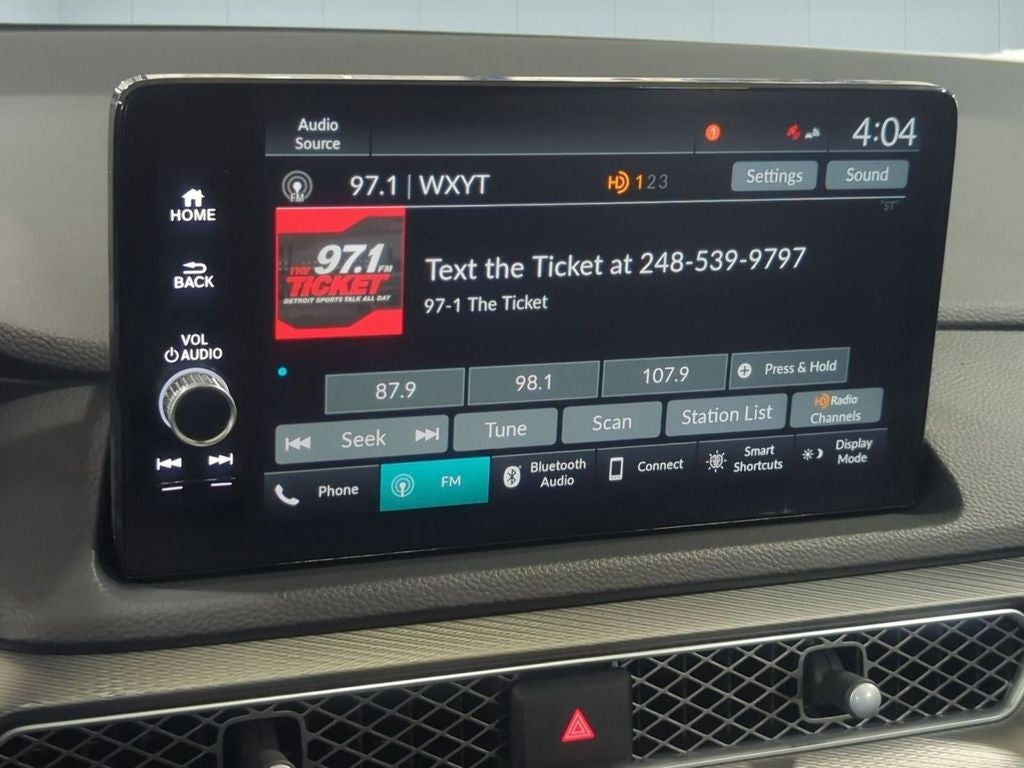 Audio
Source
1
4:04
FM
97.1 | WXYT
HD 1 2 3
Settings
Sound
"ST"
HOME
BACK
VOL
AUDIO
97.1 FM
THE
TICKET
DETROIT SPORTS TALK ALL DAY
Text the Ticket at 248-539-9797
97-1 The Ticket
87.9
98.1
107.9
Press & Hold
Seek
Tune
Scan
Station List
HD Radio
Channels
Phone
FM
Bluetooth
Audio
Connect
Smart
Shortcuts
Display
Mode